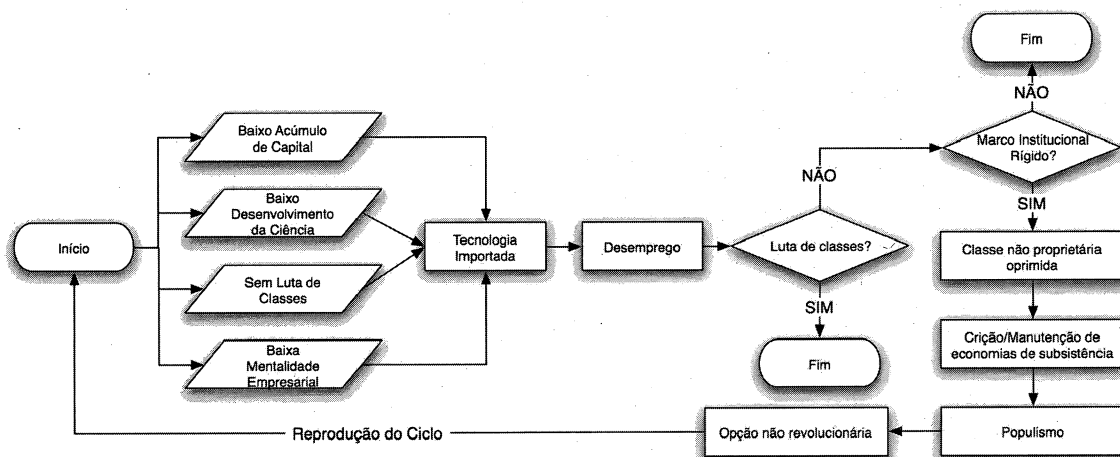 Início
Baixo Acúmulo
de Capital
Baixo
Desenvolvimento
da Ciência
Sem Luta de
Classes
Baixa
Mentalidade
Empresarial
Tecnologia
Importada
Desemprego
Luta de classes?
NÃO
SIM
Fim
Marco Institucional
Rígido?
NÃO
Fim
SIM
Classe não proprietária
oprimida
Crição/Manutenção de
economias de subsistência
Populismo
Opção não revolucionária
Reprodução do Ciclo